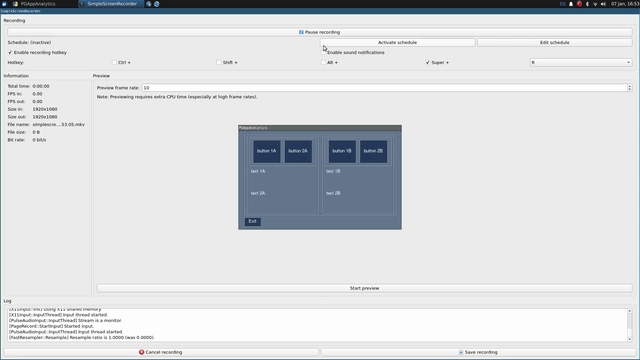 PGAppAnalytics SimpleScreenRecorder 07 Jan, 16:53
SimpleScreenRecorder
Recording
Pause recording
Schedule: (inactive) Activate schedule Edit schedule
Enable recording hotkey Enable sound notifications
Hotkey: Ctrl + Shift + Alt + Super + R
Information Preview
Total time: 0:00:00
FPS in: 0.00
FPS out: 0.00
Size in: 1920x1080
Size out: 1920x1080
File name: simplescre...53.05.mkv
File size: 0 B
Bit rate: 0 bit/s
Preview frame rate: 10
Note: Previewing requires extra CPU time (especially at high frame rates).
PGAppAnalytics
button 1A button 2A button 1B button 2B
text 1A text 1B
text 2A text 2B
Exit
Start preview
Log
[X11Input::Init] Using X11 shared memory.
[X11Input::InputThread] Input thread started.
[PulseAudioInput::InputThread] Stream is a monitor.
[PageRecord::StartInput] Started input.
[PulseAudioInput::InputThread] Input thread started.
[FastResampler::Resample] Resample ratio is 1.0000 (was 0.0000).
Cancel recording Save recording